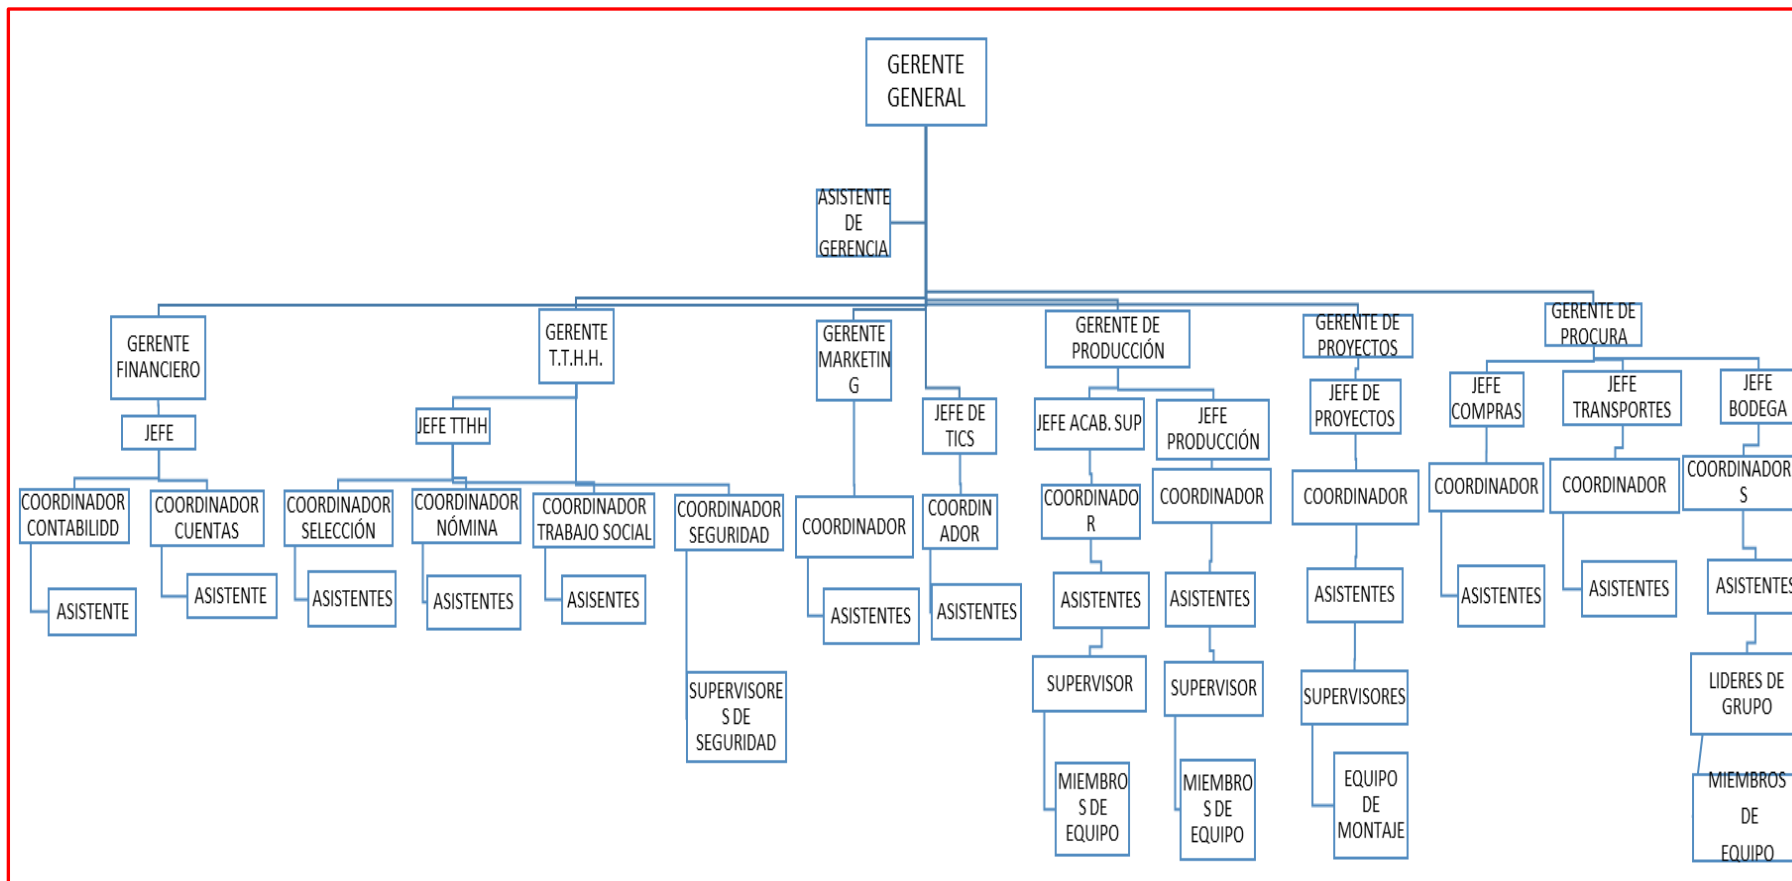 GERENTE
GENERAL
ASISTENTE
DE
GERENCIA
GERENTE
FINANCIERO
GERENTE
T.T.H.H.
GERENTE
MARKETIN
G
GERENTE DE
PRODUCCIÓN
GERENTE DE
PROYECTOS
GERENTE DE
PROCURA
JEFE
JEFE TTHH
JEFE DE
TICS
JEFE ACAB. SUP
JEFE
PRODUCCIÓN
JEFE DE
PROYECTOS
JEFE
COMPRAS
JEFE
TRANSPORTES
JEFE
BODEGA
COORDINADOR
CONTABILIDD
COORDINADOR
CUENTAS
COORDINADOR
SELECCIÓN
COORDINADOR
NÓMINA
COORDINADOR
TRABAJO SOCIAL
COORDINADOR
SEGURIDAD
COORDINADOR
COORDIN
ADOR
COORDINADO
R
COORDINADOR
COORDINADOR
COORDINADOR
COORDINADOR
COORDINADOR
S
ASISTENTE
ASISTENTE
ASISTENTES
ASISTENTES
ASISENTES
ASISTENTES
ASISTENTES
ASISTENTES
ASISTENTES
ASISTENTES
ASISTENTES
ASISTENTES
ASISTENTES
SUPERVISORE
S DE
SEGURIDAD
SUPERVISOR
SUPERVISOR
SUPERVISORES
LIDERES DE
GRUPO
MIEMBRO
S DE
EQUIPO
MIEMBRO
S DE
EQUIPO
EQUIPO
DE
MONTAJE
MIEMBROS
DE
EQUIPO